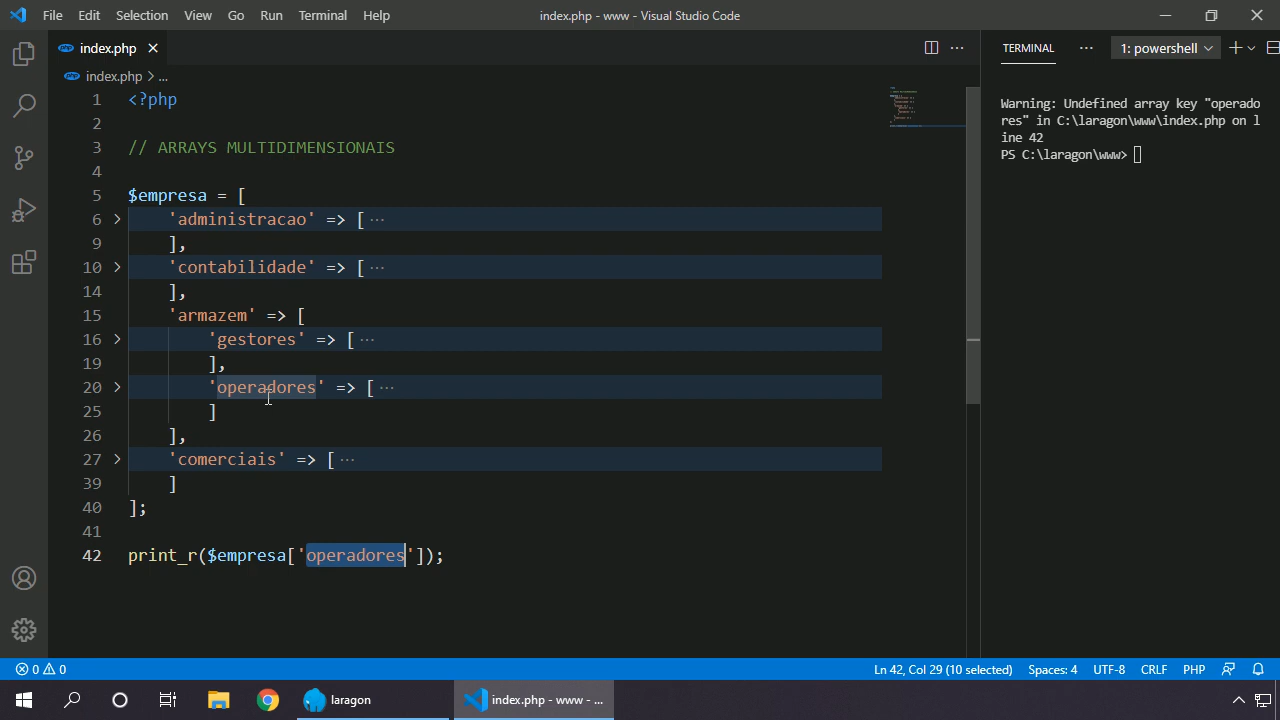 File Edit Selection View Go Run Terminal Help
index.php - www - Visual Studio Code
php index.php
TERMINAL
1: powershell
php index.php > ...
1 <?php
2
3 // ARRAYS MULTIDIMENSIONAIS
4
5 $empresa = [
6 'administracao' => [ ...
9 ],
10 'contabilidade' => [ ...
14 ],
15 'armazem' => [
16 'gestores' => [ ...
19 ],
20 'operadores' => [ ...
25 ]
26 ],
27 'comerciais' => [ ...
39 ]
40 ];
41
42 print_r($empresa['operadores']);
Warning: Undefined array key "operado
res" in C:\laragon\www\index.php on l
ine 42
PS C:\laragon\www>
0 0
Ln 42, Col 29 (10 selected) Spaces: 4 UTF-8 CRLF PHP
laragon
index.php - www - ...